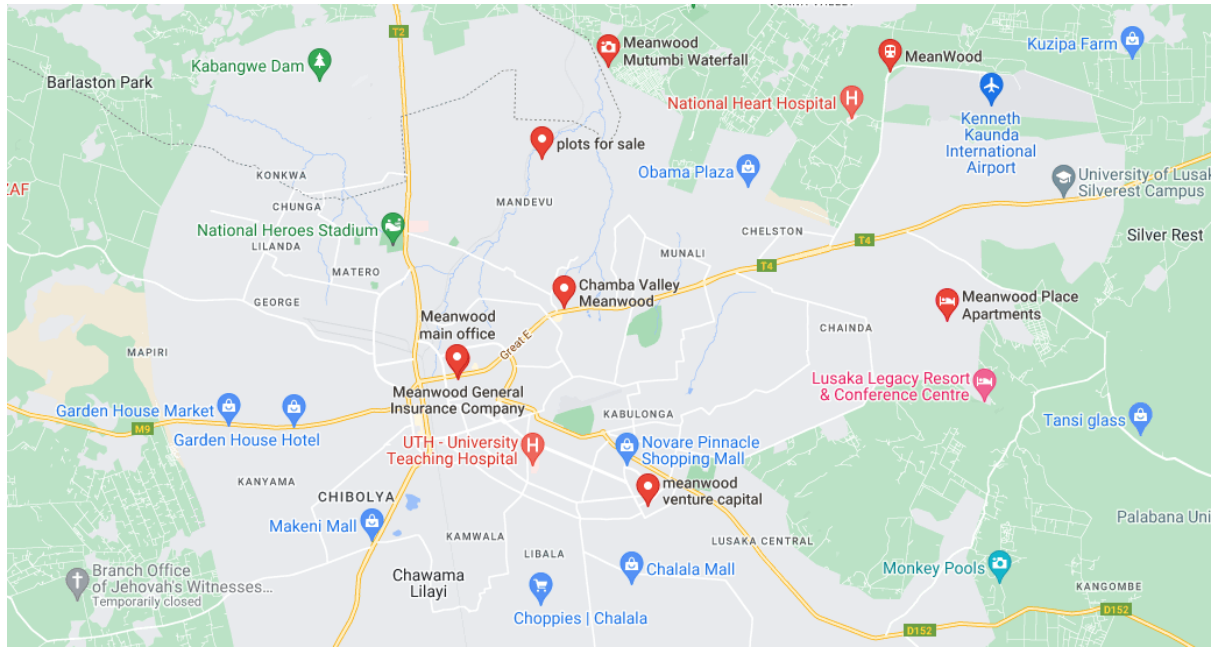 T2
Meanwood
Mutumbi Waterfall
MeanWood
Kuzipa Farm
Kabangwe Dam
Barlaston Park
National Heart Hospital
Kenneth
Kaunda
International
Airport
plots for sale
Obama Plaza
University of Lusak
Silverest Campus
ZAF
KONKWA
CHUNGA
MANDEVU
National Heroes Stadium
LILANDA
CHELSTON
Silver Rest
T4
MUNALI
T4
MATERO
Chamba Valley
Meanwood
GEORGE
Meanwood
main office
Meanwood Place
Apartments
CHAINDA
Great E
MAPIRI
Meanwood General
Insurance Company
Lusaka Legacy Resort
& Conference Centre
Garden House Market
M9
Garden House Hotel
KABULONGA
Tansi glass
UTH - University
Teaching Hospital
Novare Pinnacle
Shopping Mall
KANYAMA
CHIBOLYA
meanwood
venture capital
Makeni Mall
KAMWALA
LUSAKA CENTRAL
Palabana Uni
LIBALA
Branch Office
of Jehovah's Witnesses...
Temporarily closed
Chawama
Lilayi
Chalala Mall
Monkey Pools
KANGOMBE
Choppies | Chalala
D152
D152